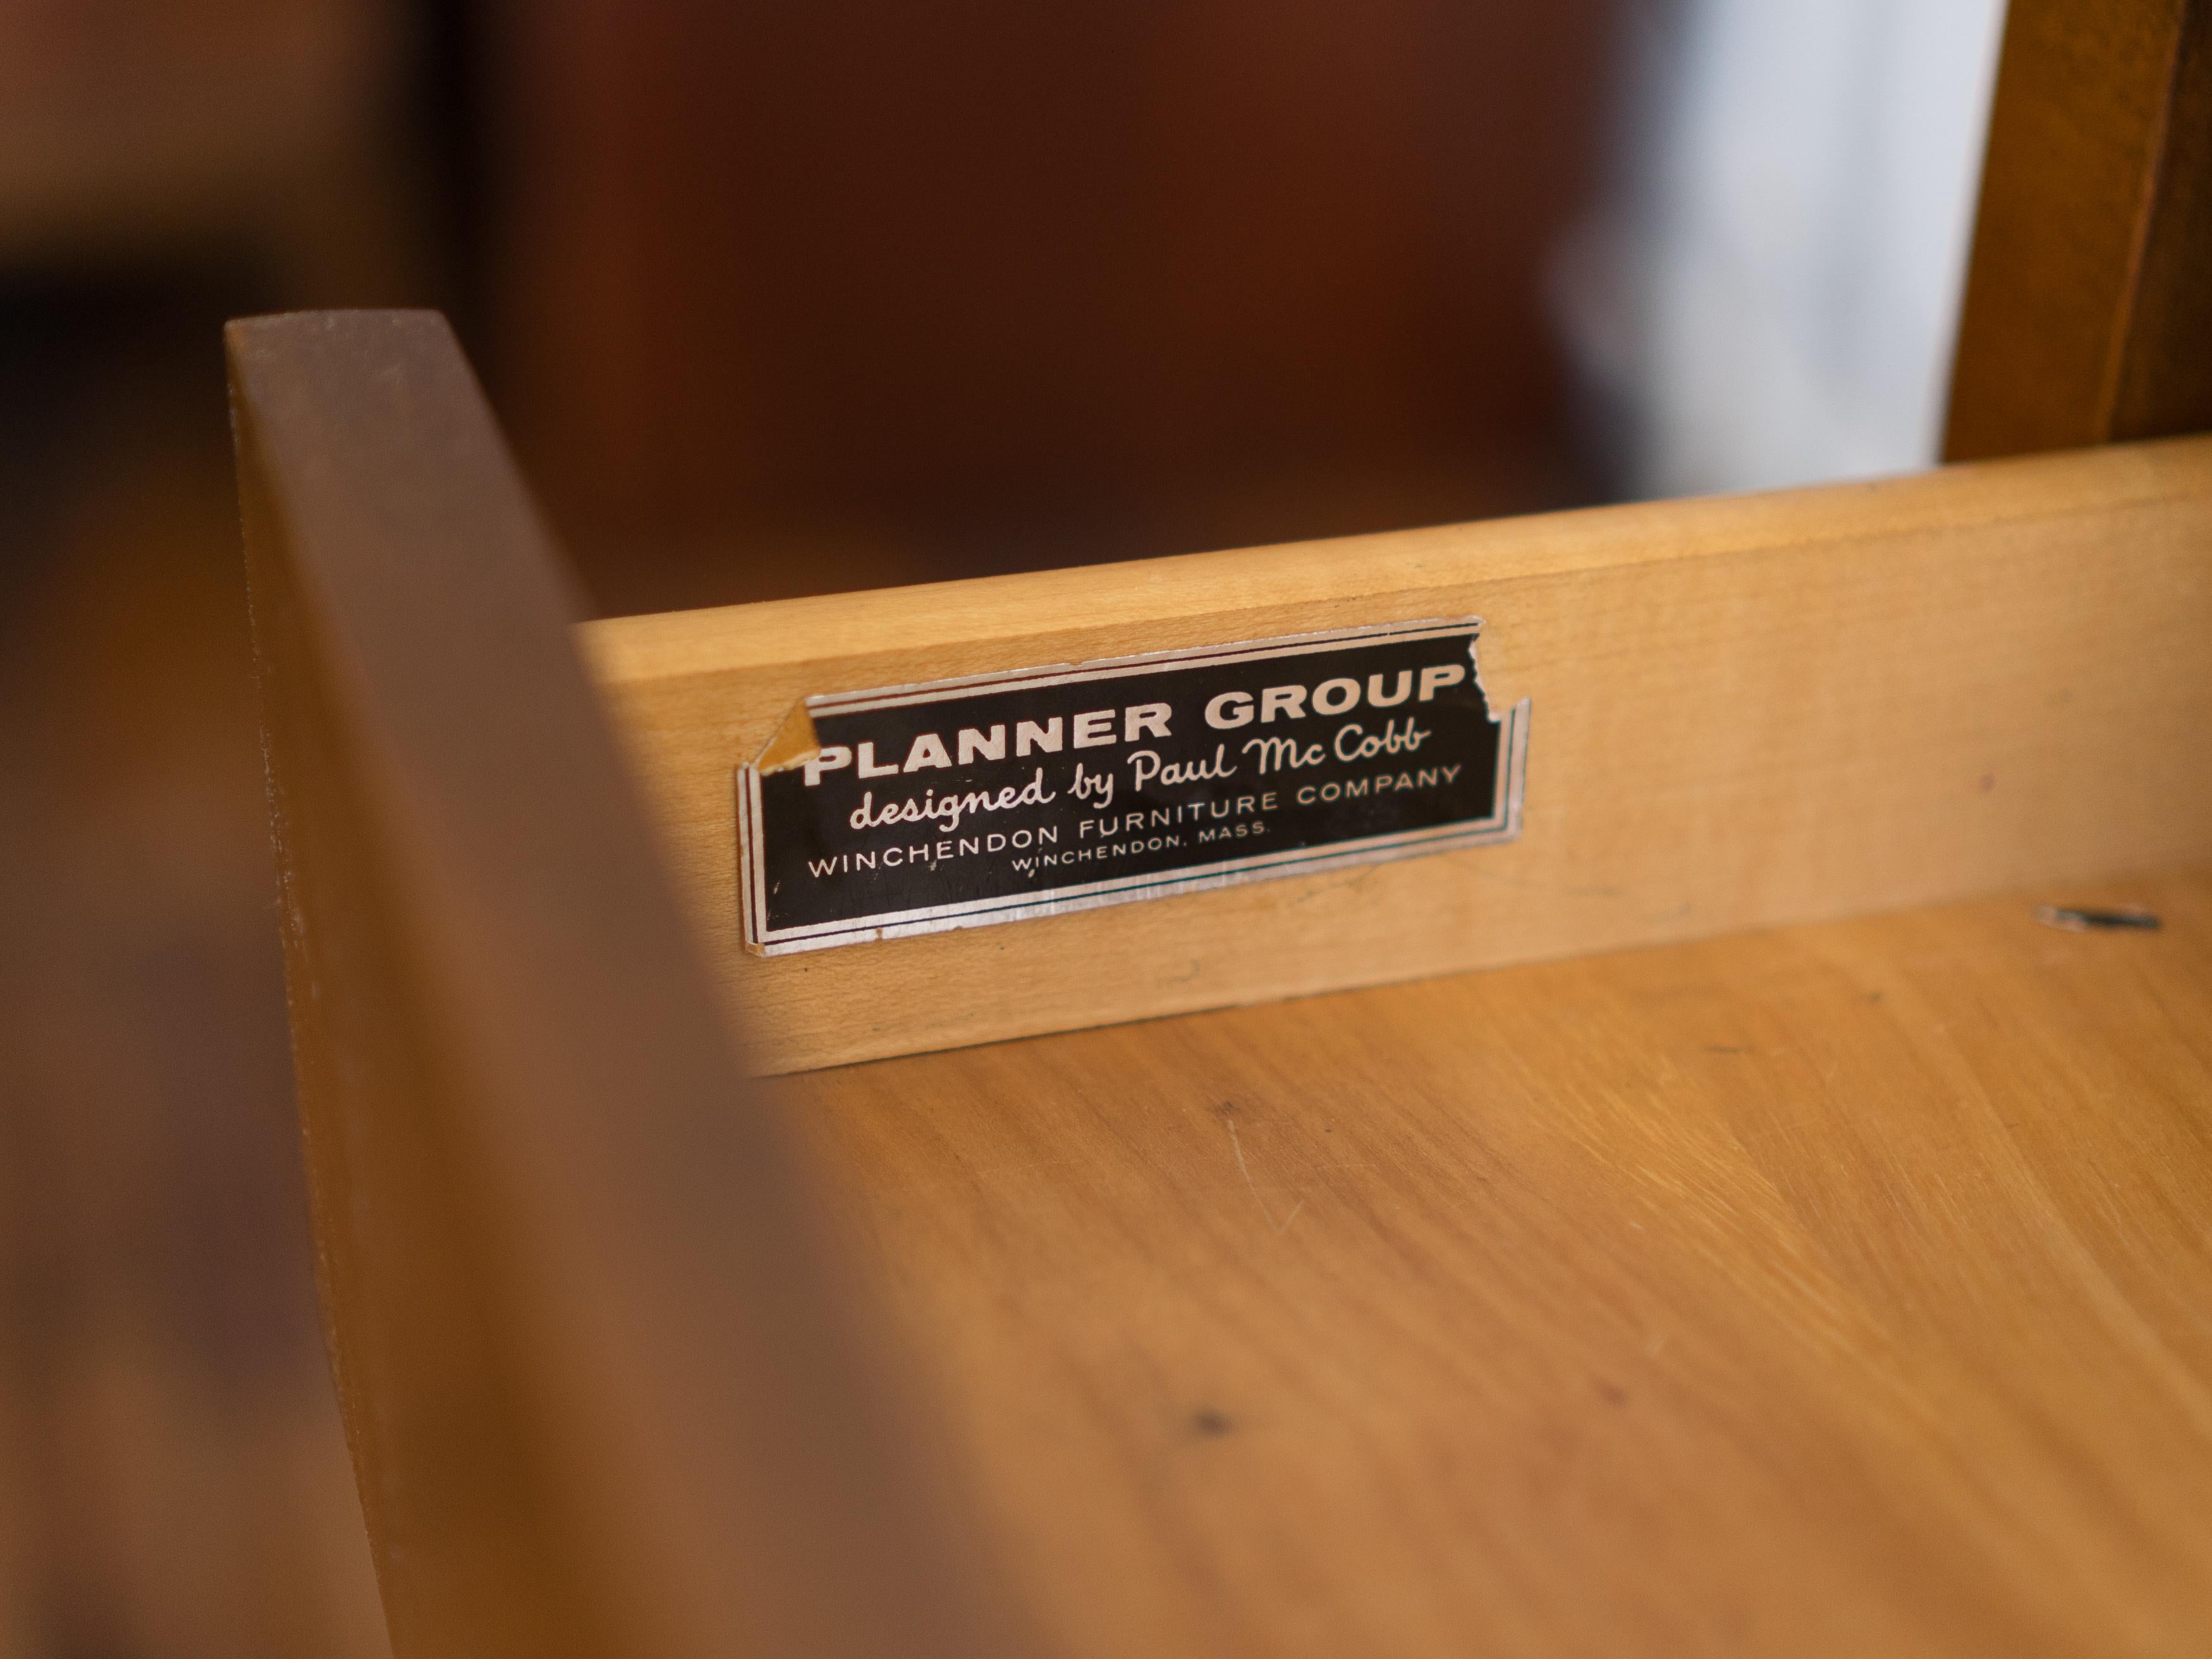 PLANNER GROUP
designed by Paul Mc Cobb
WINCHENDON FURNITURE COMPANY
WINCHENDON, MASS.